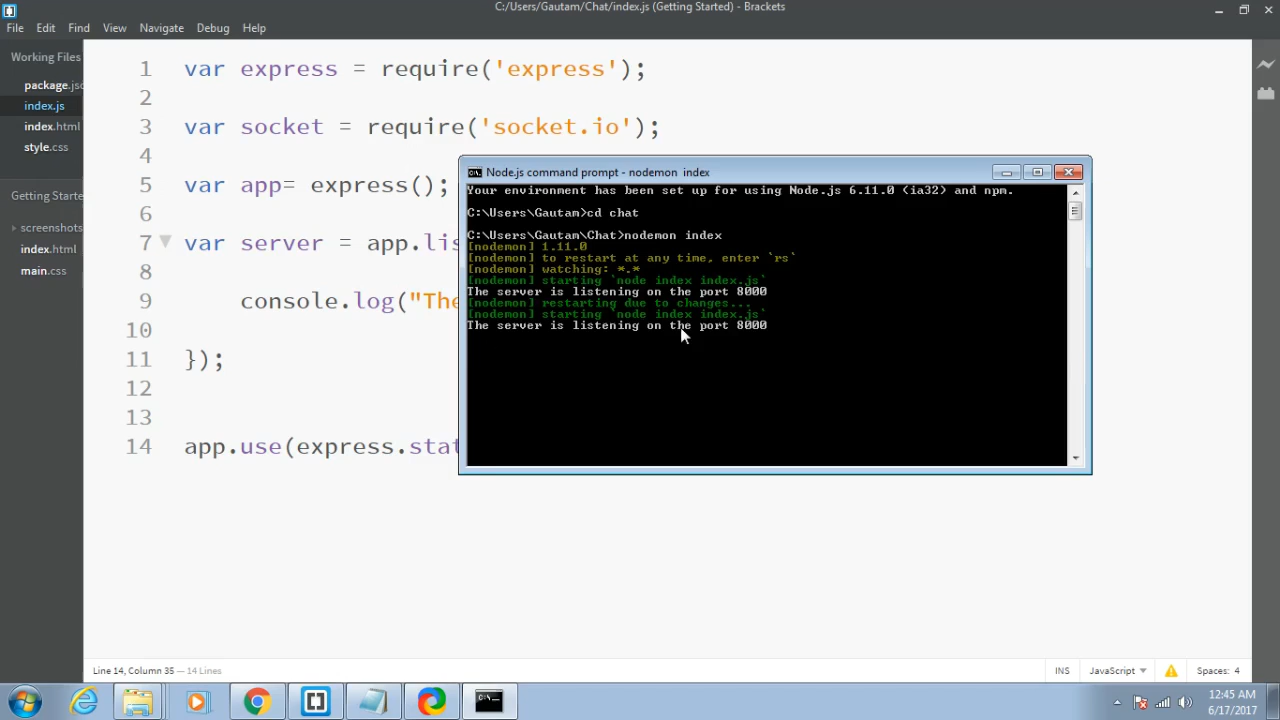 C:/Users/Gautam/Chat/index.js (Getting Started) - Brackets
File Edit Find View Navigate Debug Help
Working Files
package.jsc
index.js
index.html
style.css
Getting Starte
screenshots
index.html
main.css
1 var express = require('express');
2
3 var socket = require('socket.io');
4
5 var app= express();
6
7 var server = app.lis
8
9 console.log("The
10
11 });
12
13
14 app.use(express.stat
Node.js command prompt - nodemon index
Your environment has been set up for using Node.js 6.11.0 (ia32) and npm.
C:\Users\Gautam>cd chat
C:\Users\Gautam\Chat>nodemon index
[nodemon] 1.11.0
[nodemon] to restart at any time, enter `rs`
[nodemon] watching: *.*
[nodemon] starting `node index index.js`
The server is listening on the port 8000
[nodemon] restarting due to changes...
[nodemon] starting `node index index.js`
The server is listening on the port 8000
Line 14, Column 35 — 14 Lines
INS JavaScript Spaces: 4
12:45 AM
6/17/2017